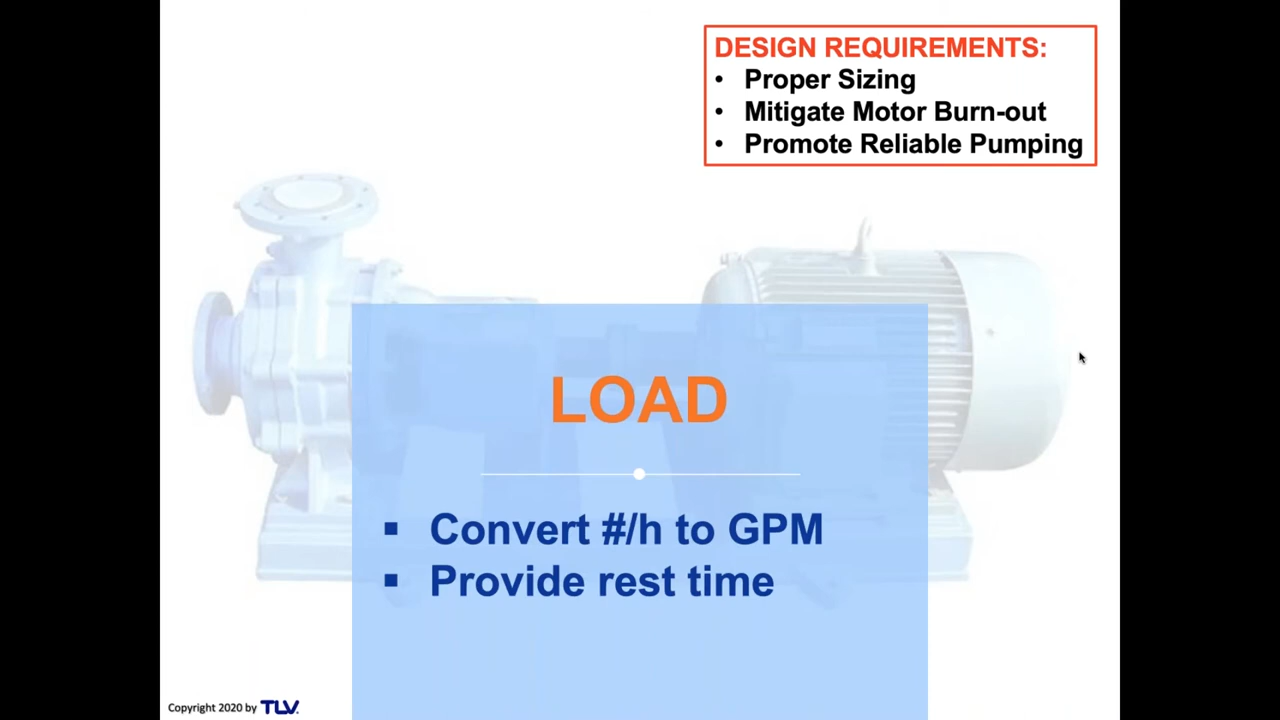 DESIGN REQUIREMENTS:
• Proper Sizing
• Mitigate Motor Burn-out
• Promote Reliable Pumping
LOAD
▪ Convert #/h to GPM
▪ Provide rest time
Copyright 2020 by TLV.